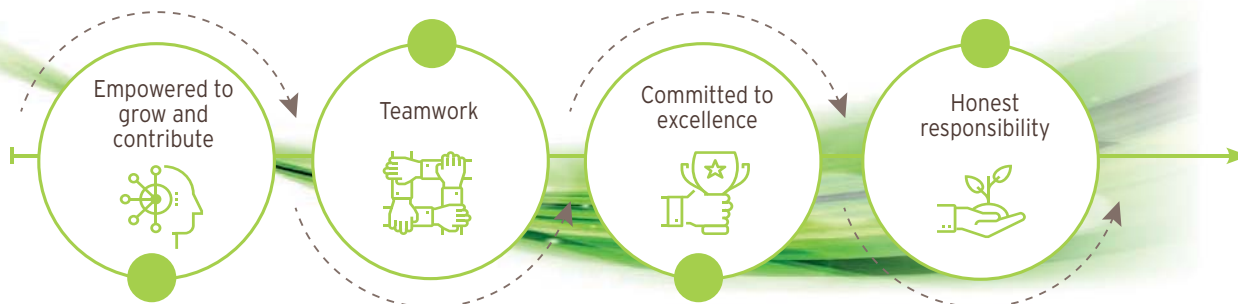 Empowered to
grow and
contribute
Teamwork
Committed to
excellence
Honest
responsibility